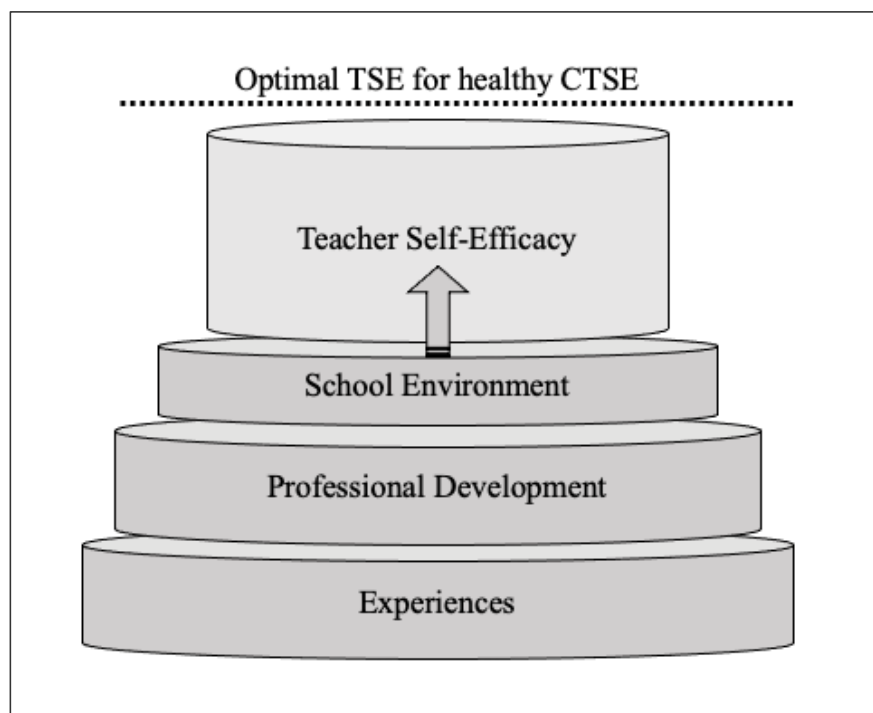 Optimal TSE for healthy CTSE
Teacher Self-Efficacy
School Environment
Professional Development
Experiences